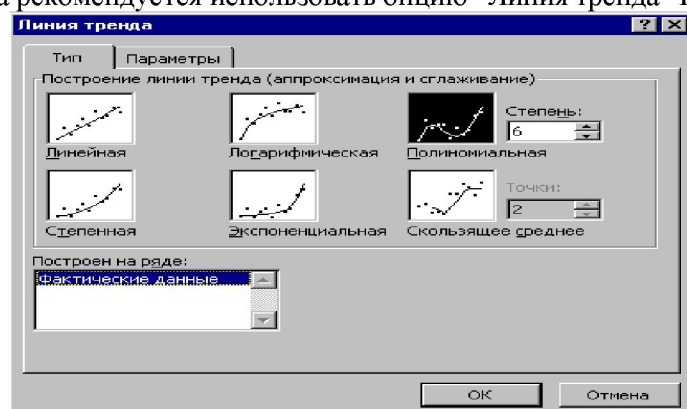 а рекомендуется использовать опцию "Линия тренда"
Линия тренда
Тип Параметры
Построение линии тренда (аппроксимация и сглаживание)
Линейная Логарифмическая Полиномиальная
Степень:
6
Степенная Экспоненциальная Скользящее среднее
Точки:
2
Построен на ряде:
Фактические данные
ОК Отмена